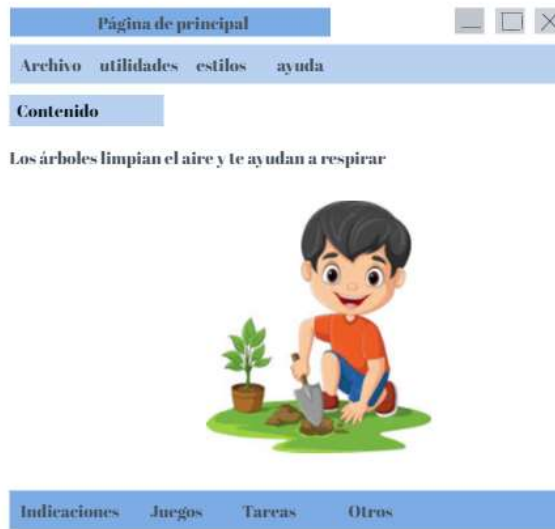 Página de principal
Archivo utilidades estilos ayuda
Contenido
Los árboles limpian el aire y te ayudan a respirar
Indicaciones Juegos Tareas Otros